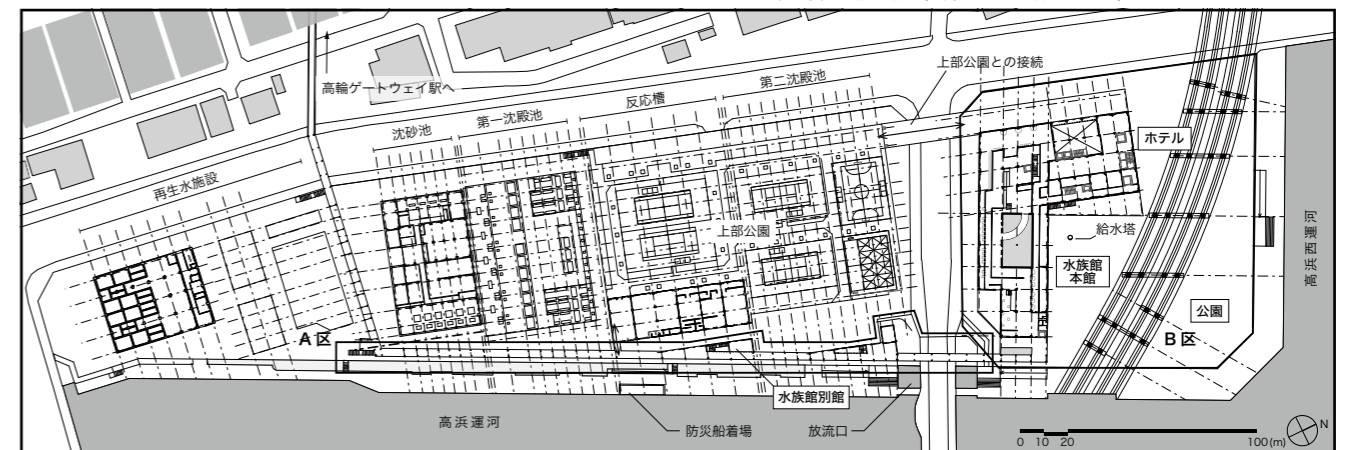 上部公園との接続
高輪ゲートウェイ駅へ
第二沈殿池
反応槽
第一沈殿池
沈砂池
ホテル
再生水施設
上部公園
給水塔
高浜西運河
水族館
本館
公園
A区
B区
水族館別館
高浜運河
防災船着場
放流口
N
0 10 20 100(m)